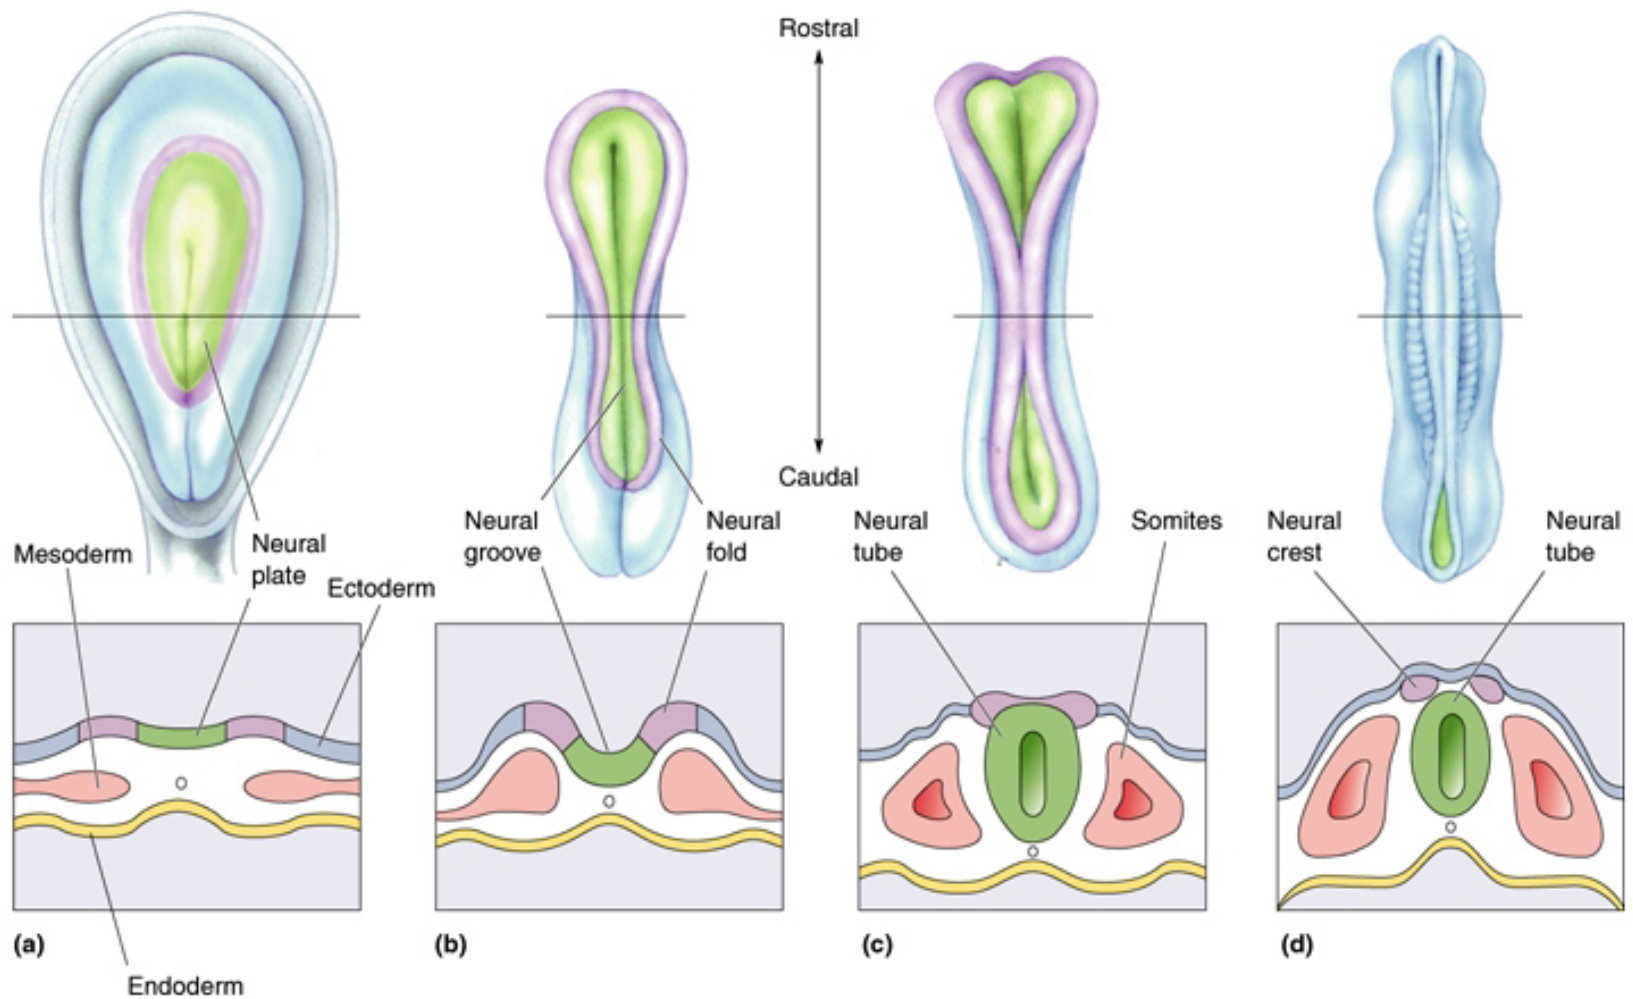 Rostral
Caudal
Mesoderm
Neural
plate
Ectoderm
Neural
groove
Neural
fold
Neural
tube
Somites
Neural
crest
Neural
tube
(a)
(b)
(c)
(d)
Endoderm